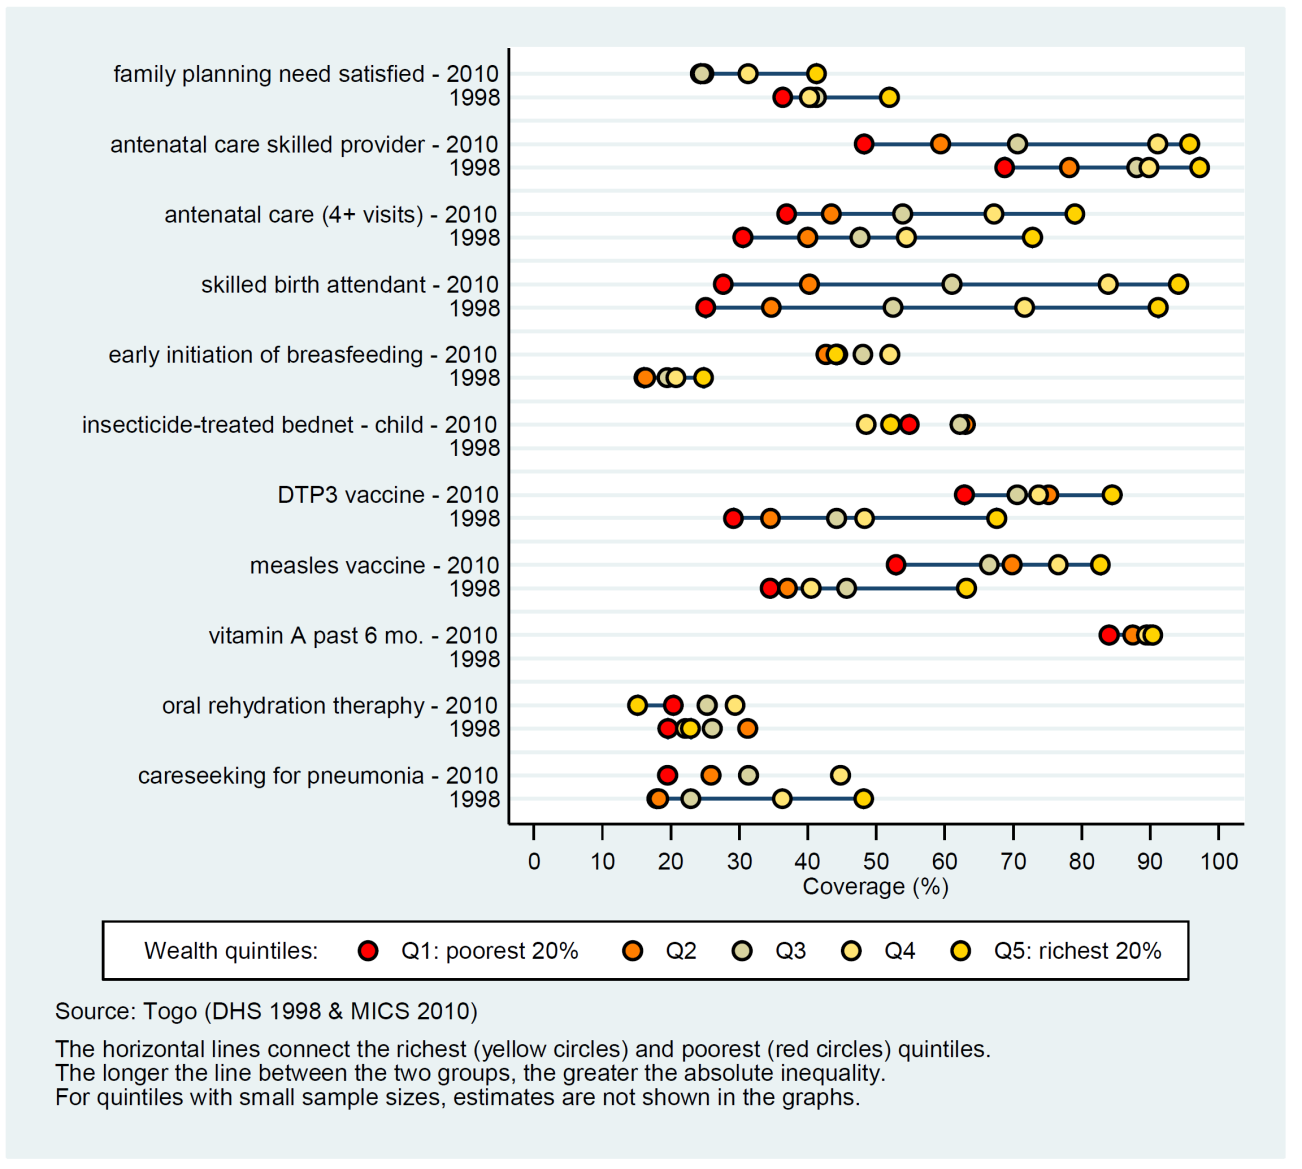 family planning need satisfied - 2010
1998
antenatal care skilled provider - 2010
1998
antenatal care (4+ visits) - 2010
1998
skilled birth attendant - 2010
1998
early initiation of breasfeeding - 2010
1998
insecticide-treated bednet - child - 2010
1998
DTP3 vaccine - 2010
1998
measles vaccine - 2010
1998
vitamin A past 6 mo. - 2010
1998
oral rehydration theraphy - 2010
1998
careseeking for pneumonia - 2010
1998
0 10 20 30 40 50 60 70 80 90 100
Coverage (%)
Wealth quintiles: Q1: poorest 20% Q2 Q3 Q4 Q5: richest 20%
Source: Togo (DHS 1998 & MICS 2010)
The horizontal lines connect the richest (yellow circles) and poorest (red circles) quintiles.
The longer the line between the two groups, the greater the absolute inequality.
For quintiles with small sample sizes, estimates are not shown in the graphs.